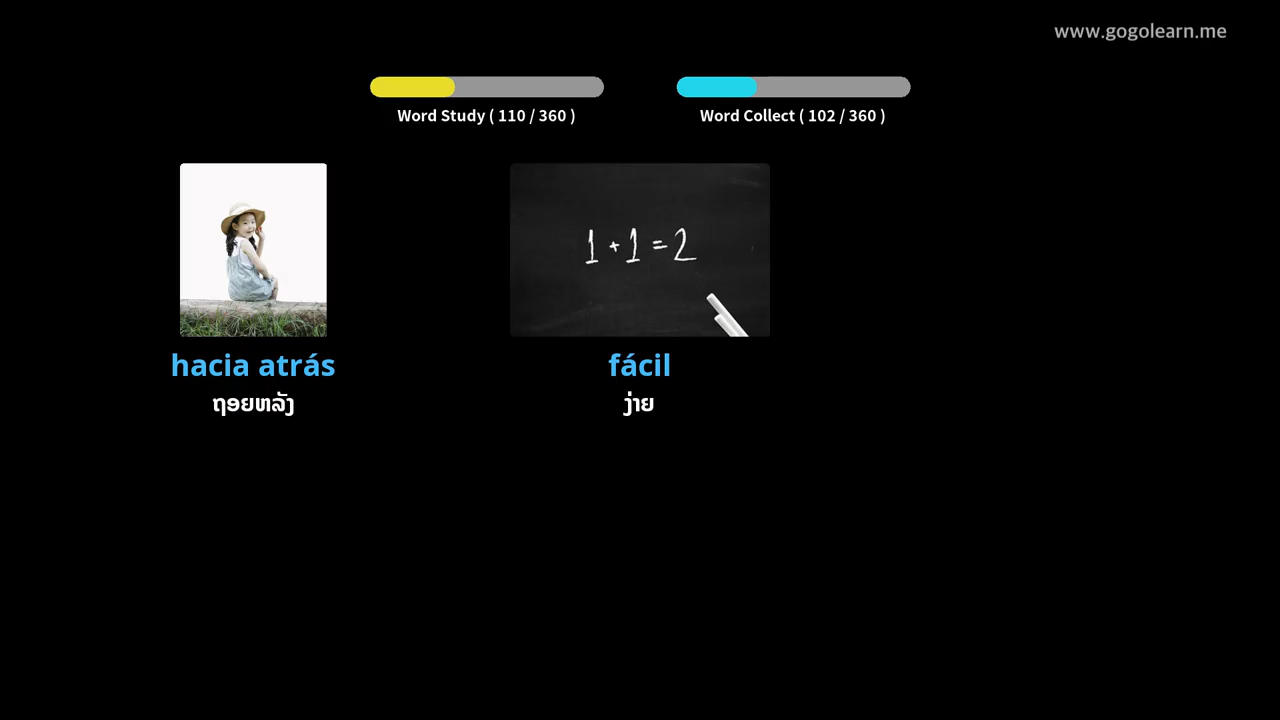 www.gogolearn.me
Word Study ( 110 / 360 )
Word Collect ( 102 / 360 )
1 + 1 = 2
hacia atrás
fácil
ຖອຍຫລັງ
ງ່າຍ